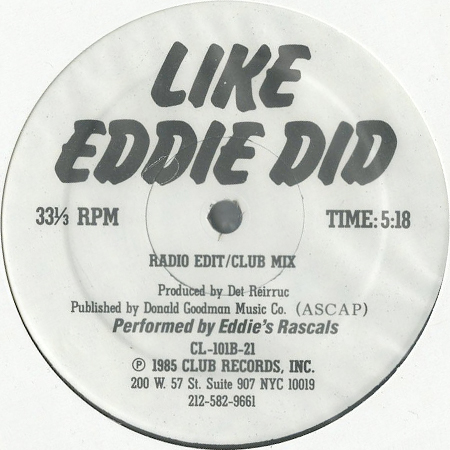 LIKE
EDDIE DID
33⅓ RPM
TIME: 5:18
RADIO EDIT/CLUB MIX
Produced by Det Reirruc
Published by Donald Goodman Music Co. (ASCAP)
Performed by Eddie's Rascals
CL-101B-21
℗ 1985 CLUB RECORDS, INC.
200 W. 57 St. Suite 907 NYC 10019
212-582-9661